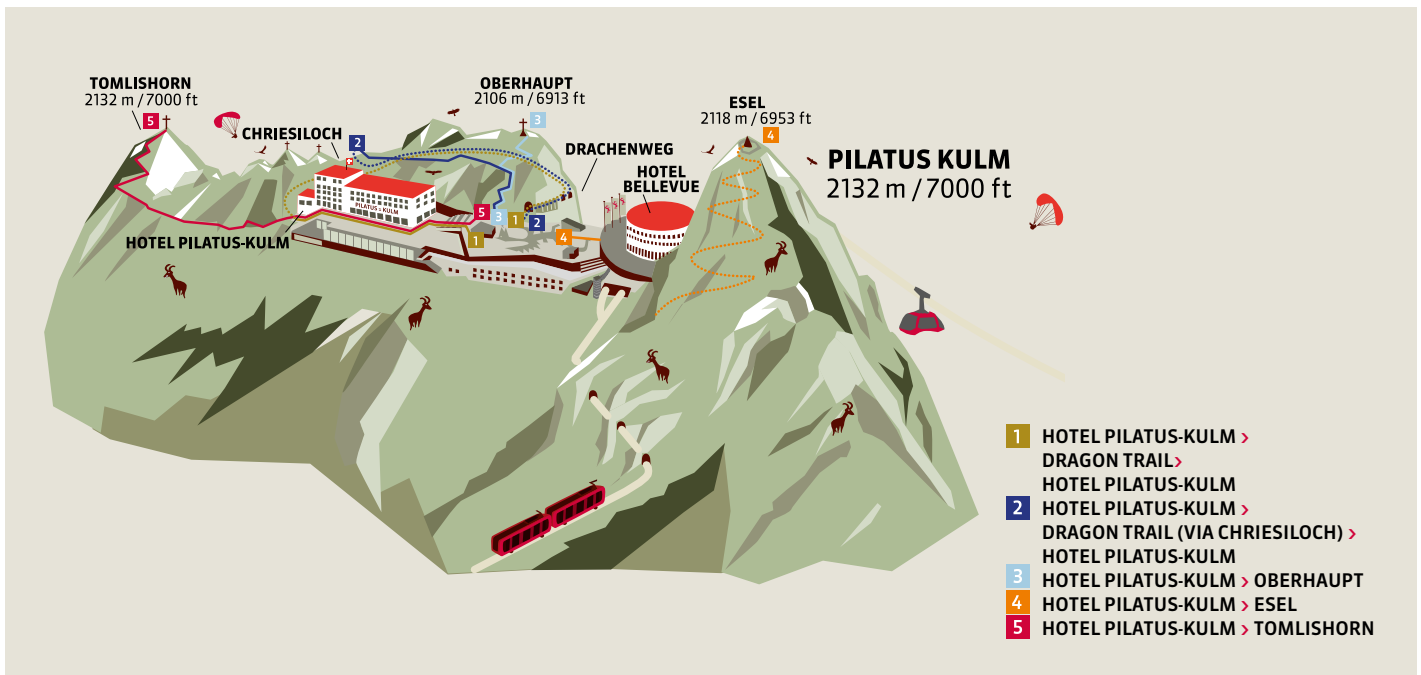 TOMLISHORN
2132 m / 7000 ft
5
CHRIESILOCH
2
OBERHAUPT
2106 m / 6913 ft
3
DRACHENWEG
HOTEL
BELLEVUE
ESEL
2118 m / 6953 ft
4
PILATUS KULM
2132 m / 7000 ft
PILATUS KULM
HOTEL PILATUS-KULM
5
3
1
2
1
4
1 HOTEL PILATUS-KULM >
DRAGON TRAIL>
HOTEL PILATUS-KULM
2 HOTEL PILATUS-KULM >
DRAGON TRAIL (VIA CHRIESILOCH) >
HOTEL PILATUS-KULM
3 HOTEL PILATUS-KULM > OBERHAUPT
4 HOTEL PILATUS-KULM > ESEL
5 HOTEL PILATUS-KULM > TOMLISHORN